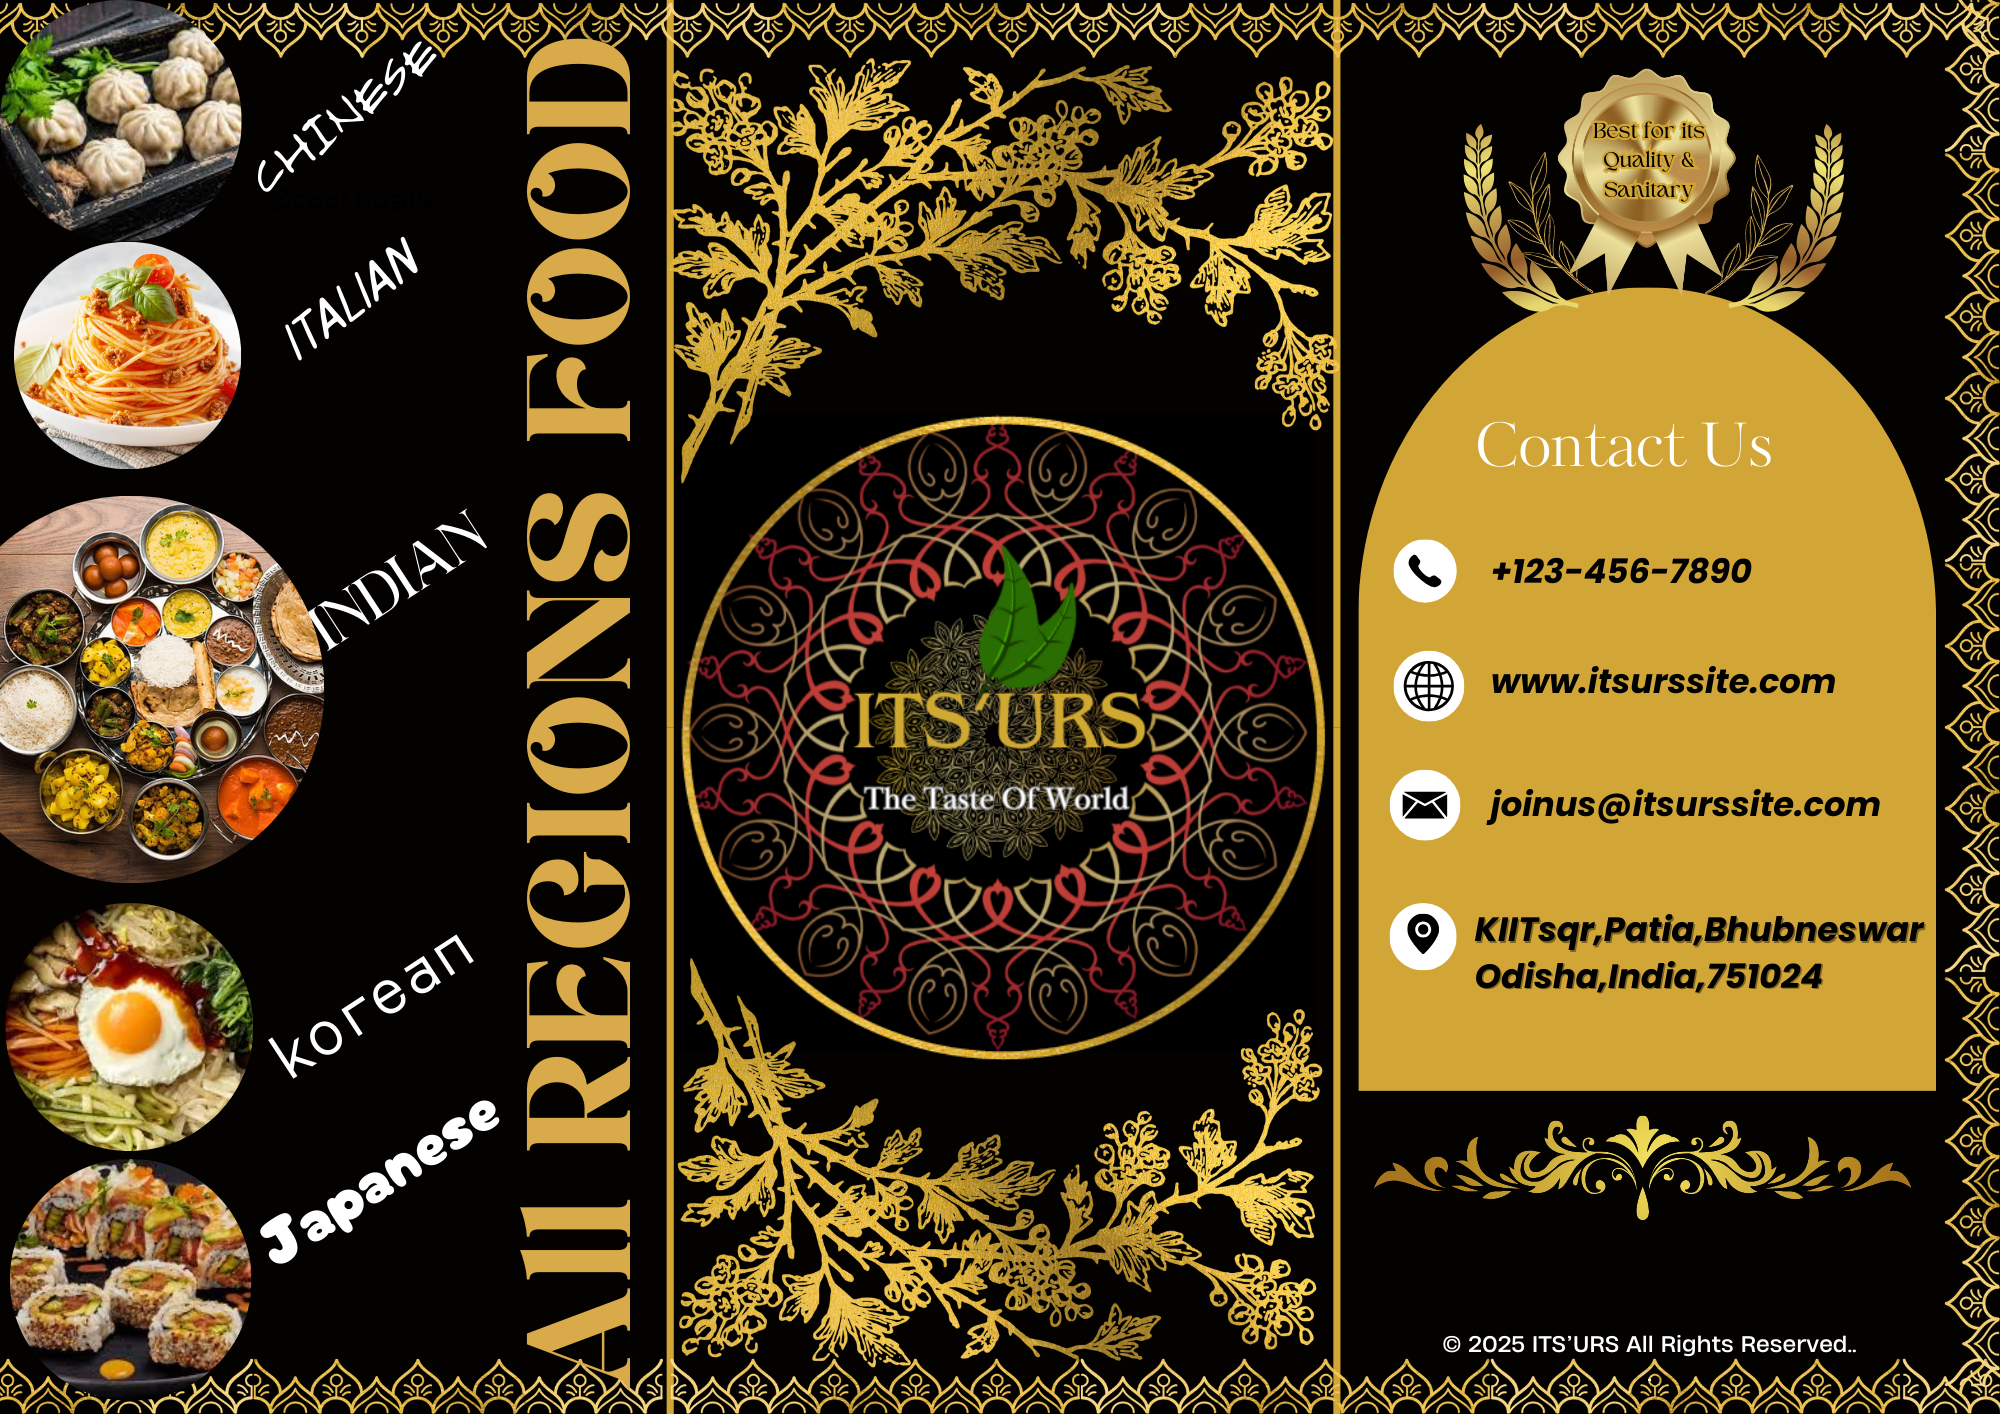 CHINESE
ITALIAN
INDIAN
korean
Japanese
All REGIONS FOOD
ITS'URS
The Taste Of World
Best for its
Quality &
Sanitary
Contact Us
+123-456-7890
www.itsurssite.com
joinus@itsurssite.com
KIITsqr,Patia,Bhubneswar
Odisha,India,751024
© 2025 ITS'URS All Rights Reserved..